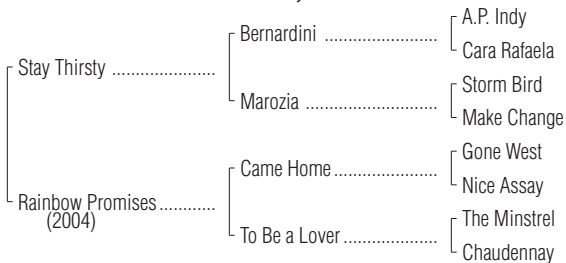 A.P. Indy
Bernardini ........................
Cara Rafaela
Stay Thirsty ......................
Storm Bird
Marozia ............................
Make Change
Gone West
Came Home ......................
Nice Assay
Rainbow Promises ............
(2004)
The Minstrel
To Be a Lover ....................
Chaudennay